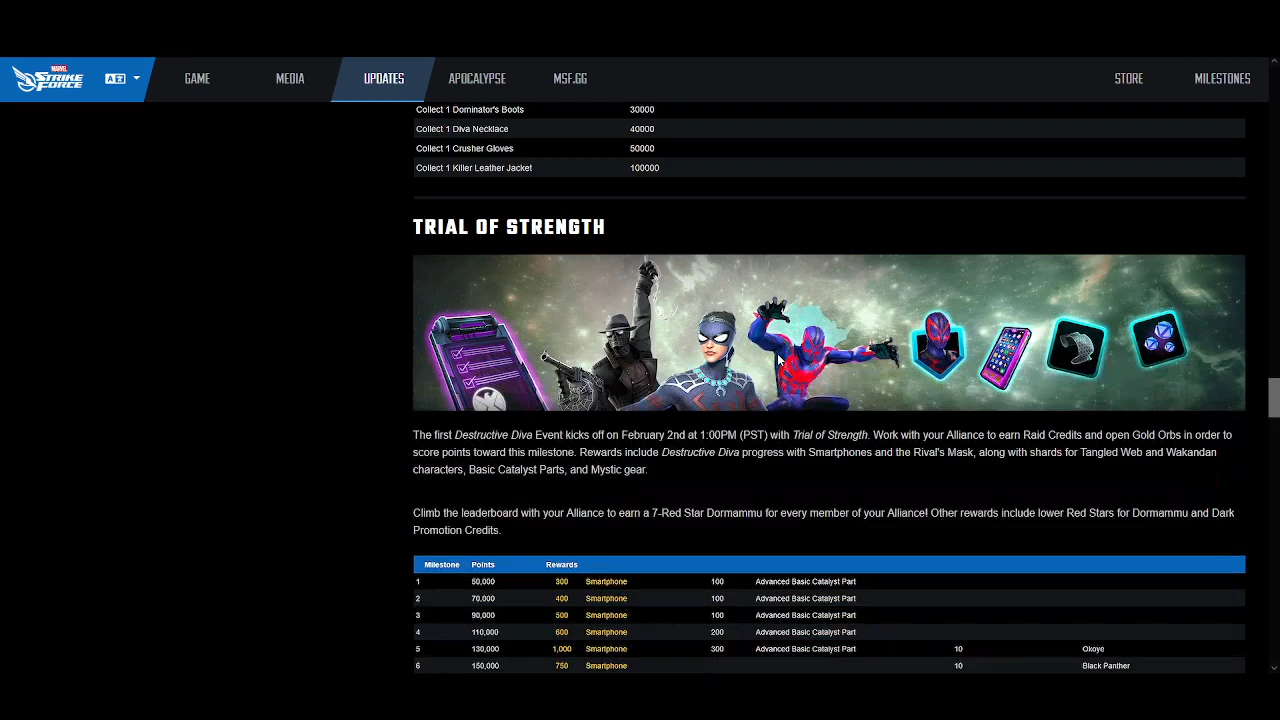 MARVEL
STRIKE
FORCE
GAME
MEDIA
UPDATES
APOCALYPSE
MSF.GG
STORE
MILESTONES
Collect 1 Dominator's Boots 30000
Collect 1 Diva Necklace 40000
Collect 1 Crusher Gloves 50000
Collect 1 Killer Leather Jacket 100000
TRIAL OF STRENGTH
The first Destructive Diva Event kicks off on February 2nd at 1:00PM (PST) with Trial of Strength. Work with your Alliance to earn Raid Credits and open Gold Orbs in order to
score points toward this milestone. Rewards include Destructive Diva progress with Smartphones and the Rival's Mask, along with shards for Tangled Web and Wakandan
characters, Basic Catalyst Parts, and Mystic gear.
Climb the leaderboard with your Alliance to earn a 7-Red Star Dormammu for every member of your Alliance! Other rewards include lower Red Stars for Dormammu and Dark
Promotion Credits.
Milestone Points Rewards
1 50,000 300 Smartphone 100 Advanced Basic Catalyst Part
2 70,000 400 Smartphone 100 Advanced Basic Catalyst Part
3 90,000 500 Smartphone 100 Advanced Basic Catalyst Part
4 110,000 600 Smartphone 200 Advanced Basic Catalyst Part
5 130,000 1,000 Smartphone 300 Advanced Basic Catalyst Part 10 Okoye
6 150,000 750 Smartphone 10 Black Panther